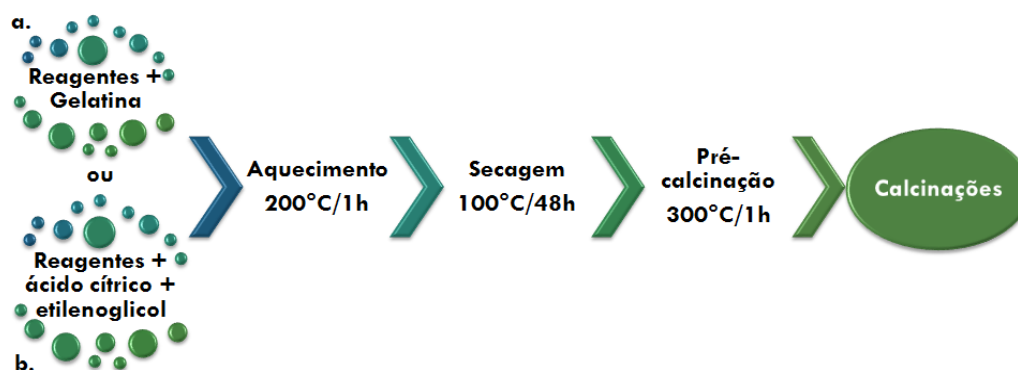 a.
Reagentes +
Gelatina
ou
Reagentes +
ácido cítrico +
etilenoglicol
b.
Aquecimento
200°C/1h
Secagem
100°C/48h
Pré-
calcinação
300°C/1h
Calcinações